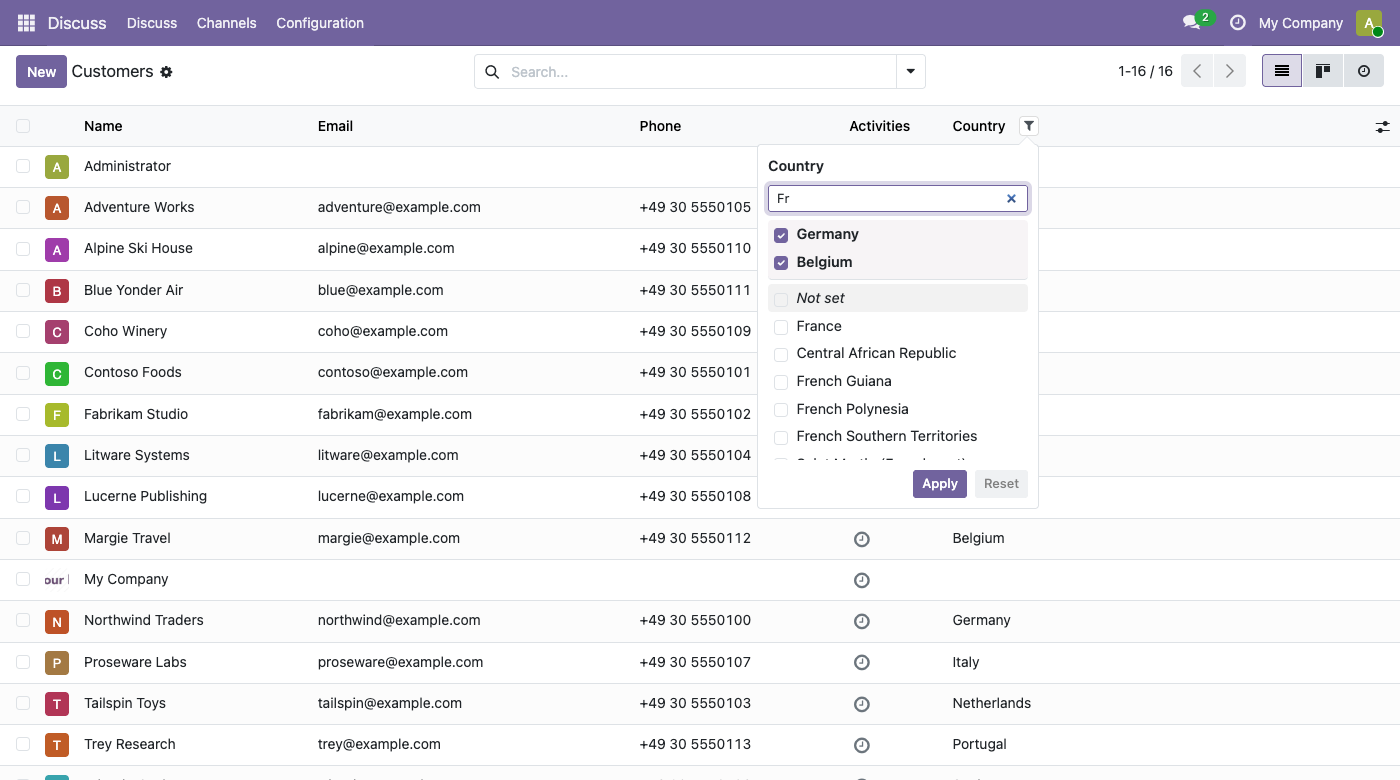 Discuss Discuss Channels Configuration 2 My Company A
New Customers Search... 1-16 / 16
Name Email Phone Activities Country
A Administrator
A Adventure Works adventure@example.com +49 30 5550105
A Alpine Ski House alpine@example.com +49 30 5550110
B Blue Yonder Air blue@example.com +49 30 5550111
C Coho Winery coho@example.com +49 30 5550109
C Contoso Foods contoso@example.com +49 30 5550101
F Fabrikam Studio fabrikam@example.com +49 30 5550102
L Litware Systems litware@example.com +49 30 5550104
L Lucerne Publishing lucerne@example.com +49 30 5550108
M Margie Travel margie@example.com +49 30 5550112 Belgium
our My Company
N Northwind Traders northwind@example.com +49 30 5550100 Germany
P Proseware Labs proseware@example.com +49 30 5550107 Italy
T Tailspin Toys tailspin@example.com +49 30 5550103 Netherlands
T Trey Research trey@example.com +49 30 5550113 Portugal
Country
Fr
Germany
Belgium
Not set
France
Central African Republic
French Guiana
French Polynesia
French Southern Territories
Apply Reset